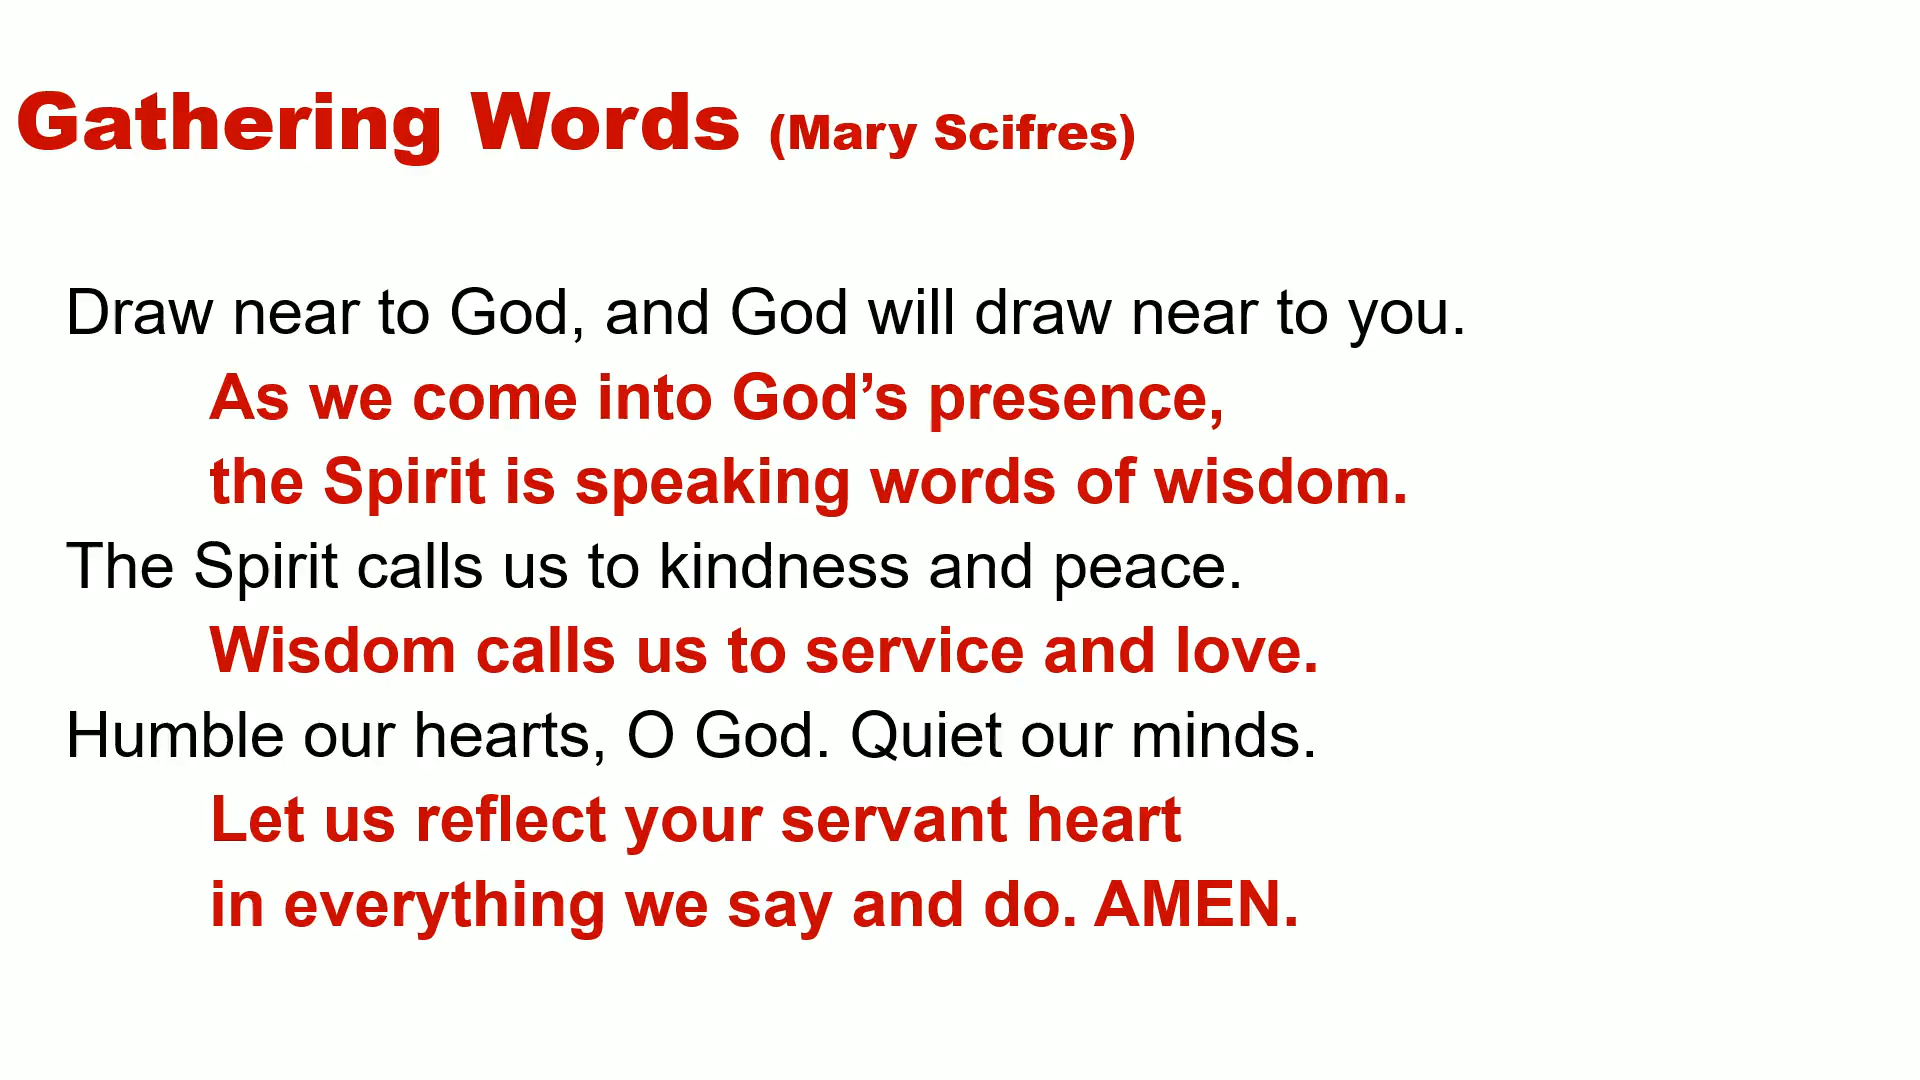 Gathering Words (Mary Scifres)
Draw near to God, and God will draw near to you.
As we come into God’s presence,
the Spirit is speaking words of wisdom.
The Spirit calls us to kindness and peace.
Wisdom calls us to service and love.
Humble our hearts, O God. Quiet our minds.
Let us reflect your servant heart
in everything we say and do. AMEN.